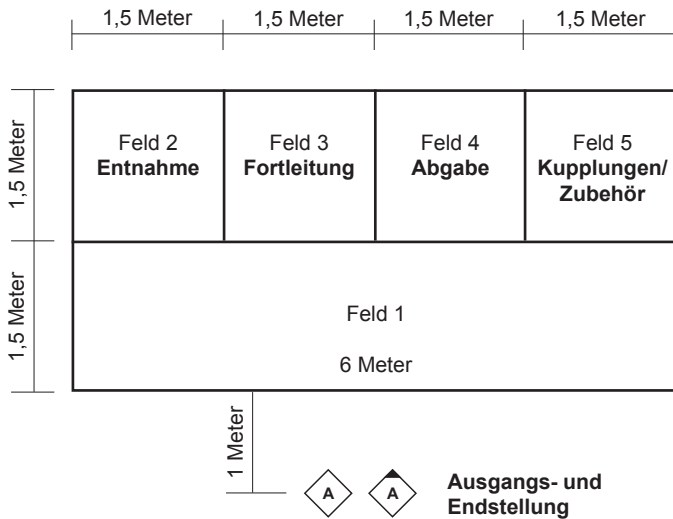 1,5 Meter 1,5 Meter 1,5 Meter 1,5 Meter
1,5 Meter
Feld 2
Entnahme
Feld 3
Fortleitung
Feld 4
Abgabe
Feld 5
Kupplungen/
Zubehör
1,5 Meter
Feld 1
6 Meter
1 Meter
A A
Ausgangs- und
Endstellung